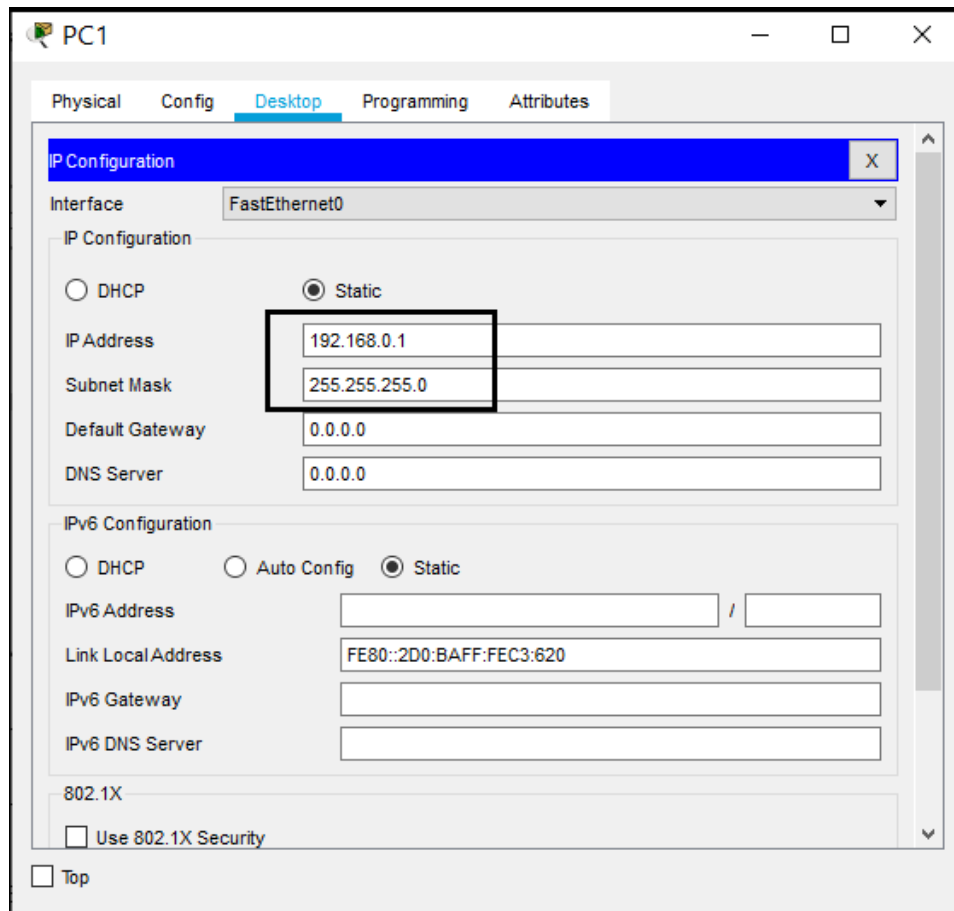 PC1
Physical Config Desktop Programming Attributes
IP Configuration X
Interface FastEthernet0
IP Configuration
DHCP Static
IP Address 192.168.0.1
Subnet Mask 255.255.255.0
Default Gateway 0.0.0.0
DNS Server 0.0.0.0
IPv6 Configuration
DHCP Auto Config Static
IPv6 Address /
Link Local Address FE80::2D0:BAFF:FEC3:620
IPv6 Gateway
IPv6 DNS Server
802.1X
Use 802.1X Security
Top